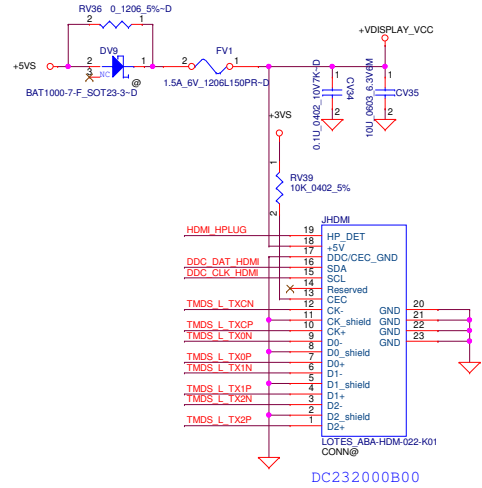 RV36 0_1206_5%~D
2 1
DV9
+5VS
2 1
3
NC
@
BAT1000-7-F_SOT23-3~D
FV1
2 1
1.5A_6V_1206L150PR~D
+VDISPLAY_VCC
0.1U_0402_10V7K~D
CV34
1
2
10U_0603_6.3V6M
CV35
1
2
+3VS
1
RV39
10K_0402_5%
2
JHDMI
HDMI_HPLUG 19 HP_DET
18 +5V
17 DDC/CEC_GND
DDC_DAT_HDMI 16 SDA
DDC_CLK_HDMI 15 SCL
14 Reserved
13 CEC
TMDS_L_TXCN 12 CK- GND 20
11 CK_shield GND 21
TMDS_L_TXCP 10 CK+ GND 22
TMDS_L_TX0N 9 D0- GND 23
8 D0_shield
TMDS_L_TX0P 7 D0+
TMDS_L_TX1N 6 D1-
5 D1_shield
TMDS_L_TX1P 4 D1+
TMDS_L_TX2N 3 D2-
2 D2_shield
TMDS_L_TX2P 1 D2+
LOTES_ABA-HDM-022-K01
CONN@
DC232000B00